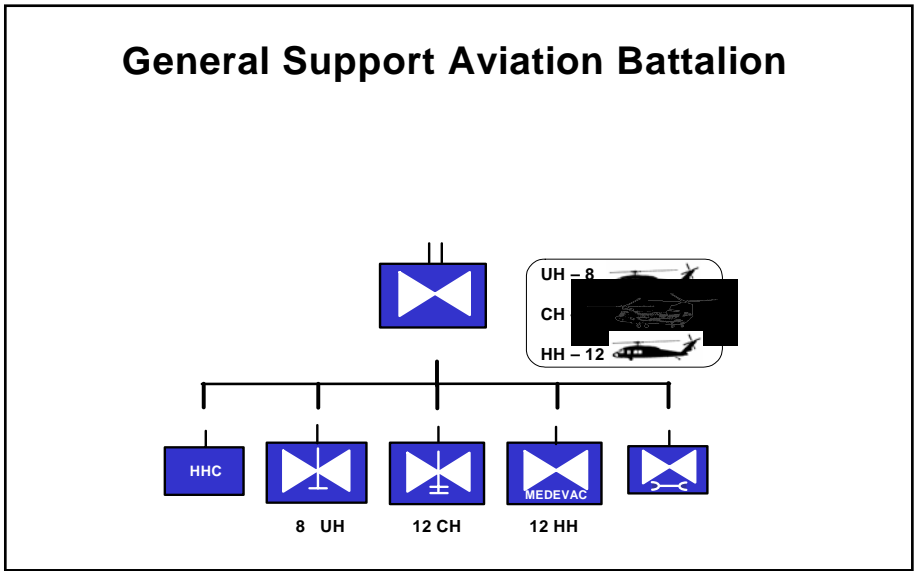 General Support Aviation Battalion
UH – 8
CH
HH – 12
HHC
MEDEVAC
8 UH
12 CH
12 HH